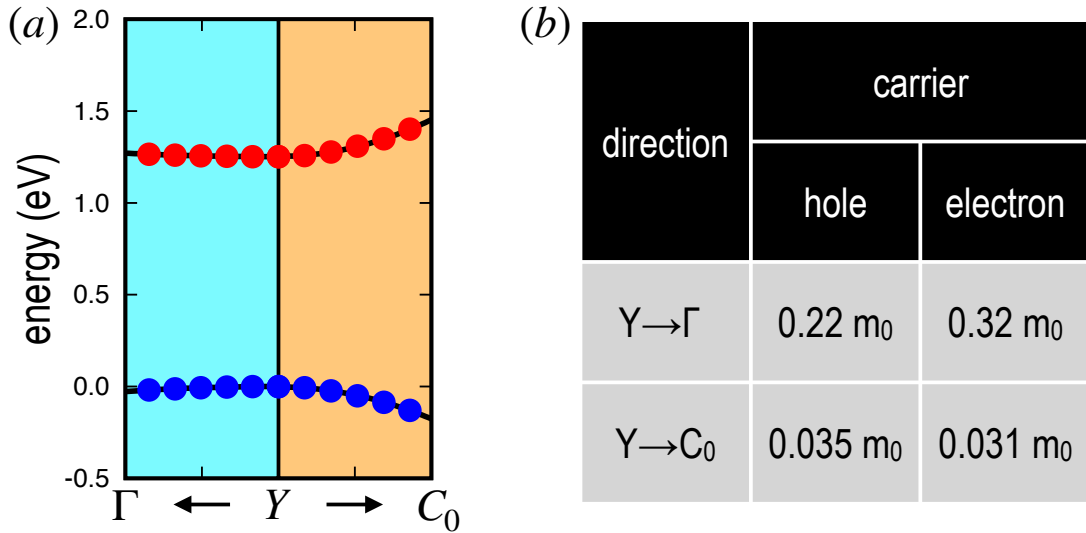 (a)
2.0
1.5
1.0
0.5
0.0
-0.5
energy (eV)
Γ ← Y → C₀
(b)
direction
carrier
hole electron
Y→Γ 0.22 m₀ 0.32 m₀
Y→C₀ 0.035 m₀ 0.031 m₀